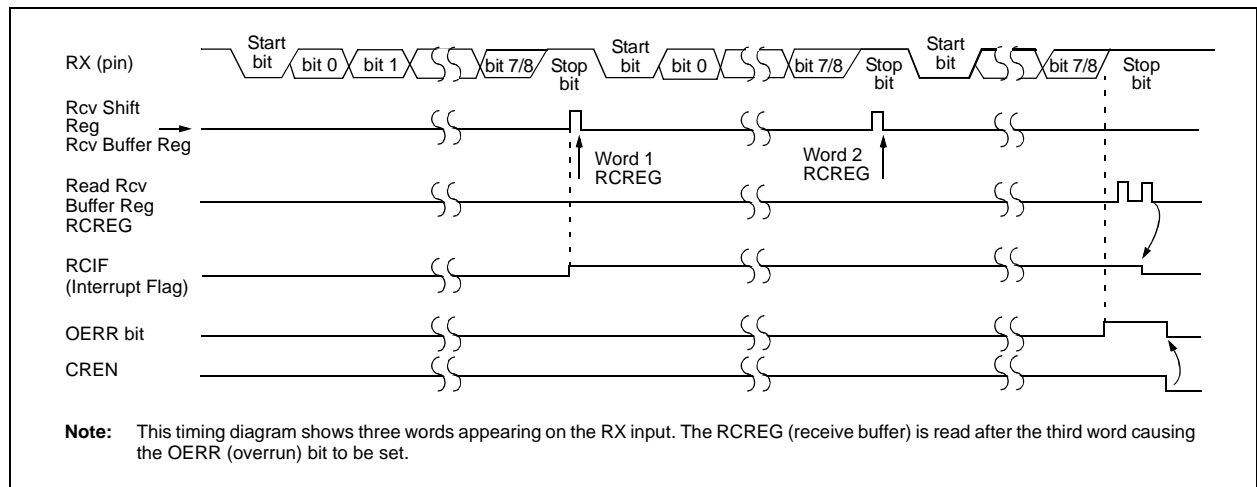 RX (pin)
Start
bit
bit 0
bit 1
bit 7/8
Stop
bit
Start
bit
bit 0
bit 7/8
Stop
bit
Start
bit
bit 7/8
Stop
bit
Rcv Shift
Reg
Rcv Buffer Reg
Word 1
RCREG
Word 2
RCREG
Read Rcv
Buffer Reg
RCREG
RCIF
(Interrupt Flag)
OERR bit
CREN
Note: This timing diagram shows three words appearing on the RX input. The RCREG (receive buffer) is read after the third word causing
the OERR (overrun) bit to be set.